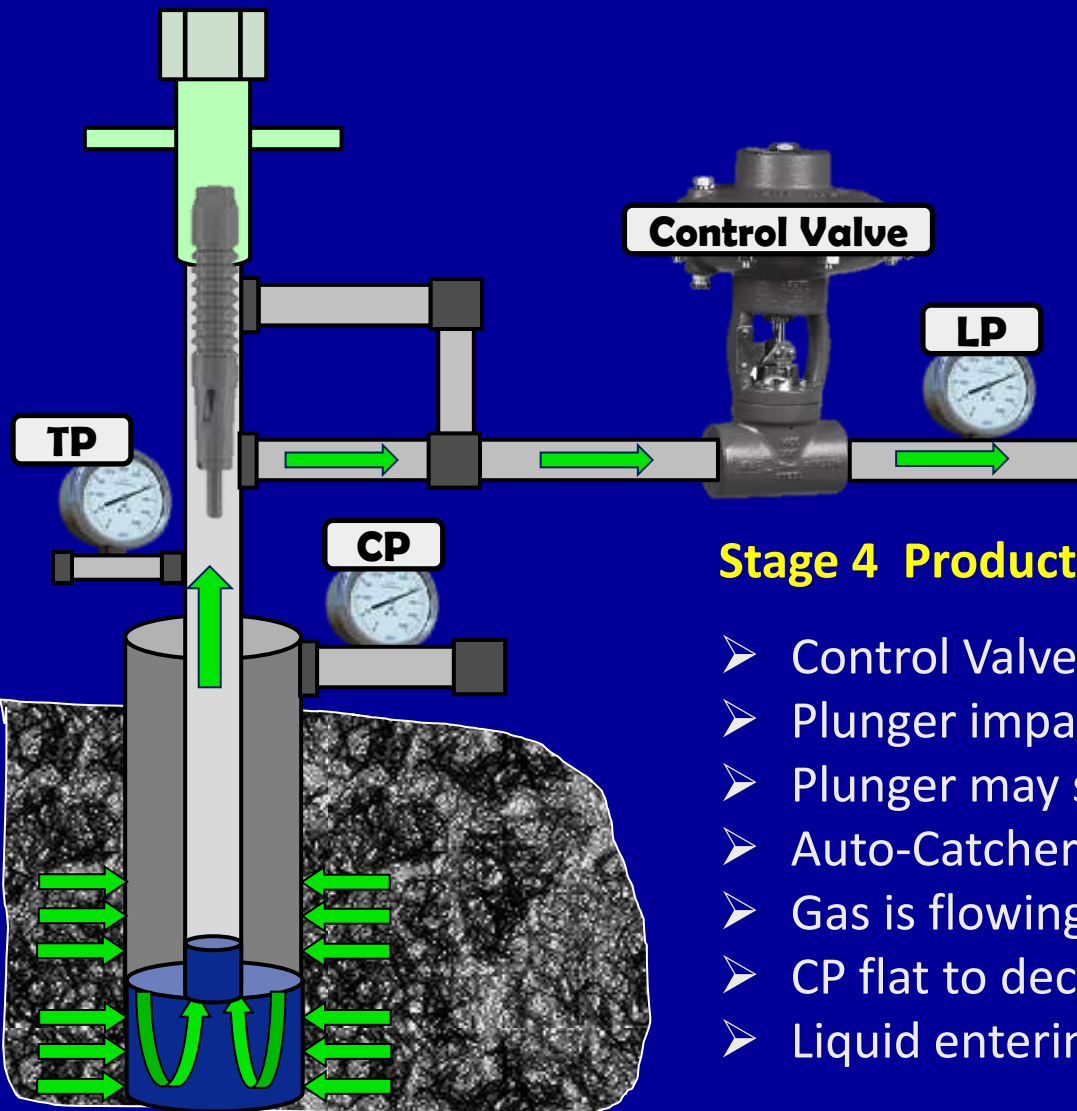 Control Valve
LP
TP
CP
Stage 4 Product
Control Valve
Plunger impa
Plunger may s
Auto-Catcher
Gas is flowing
CP flat to dec
Liquid enterin